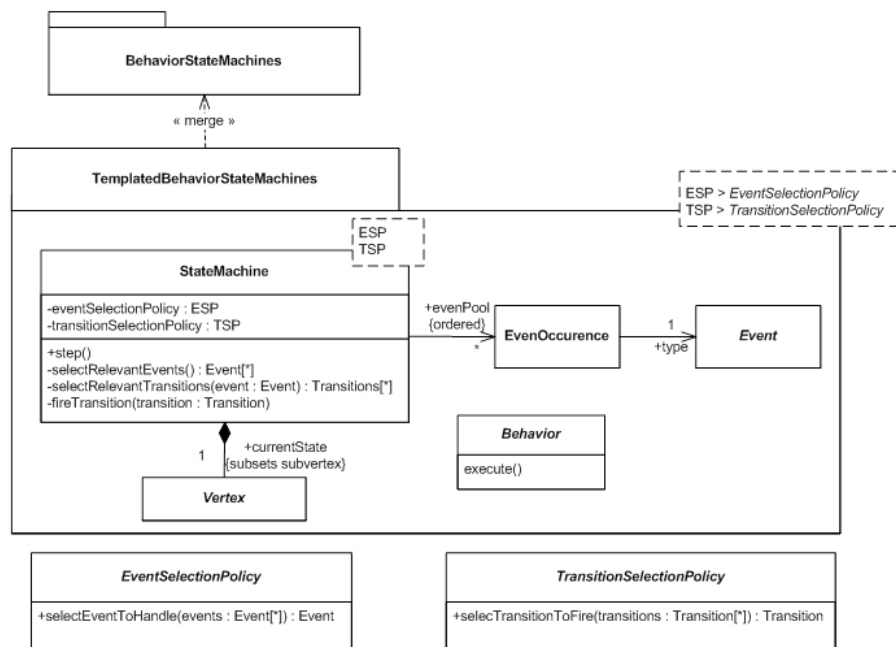 BehaviorStateMachines
« merge »
TemplatedBehaviorStateMachines
ESP > EventSelectionPolicy
TSP > TransitionSelectionPolicy
ESP
TSP
StateMachine
-eventSelectionPolicy : ESP
-transitionSelectionPolicy : TSP
+step()
-selectRelevantEvents() : Event[*]
-selectRelevantTransitions(event : Event) : Transitions[*]
-fireTransition(transition : Transition)
+evenPool
{ordered}
*
EvenOccurence
1
+type
Event
1
+currentState
{subsets subvertex}
Vertex
Behavior
execute()
EventSelectionPolicy
+selectEventToHandle(events : Event[*]) : Event
TransitionSelectionPolicy
+selecTransitionToFire(transitions : Transition[*]) : Transition